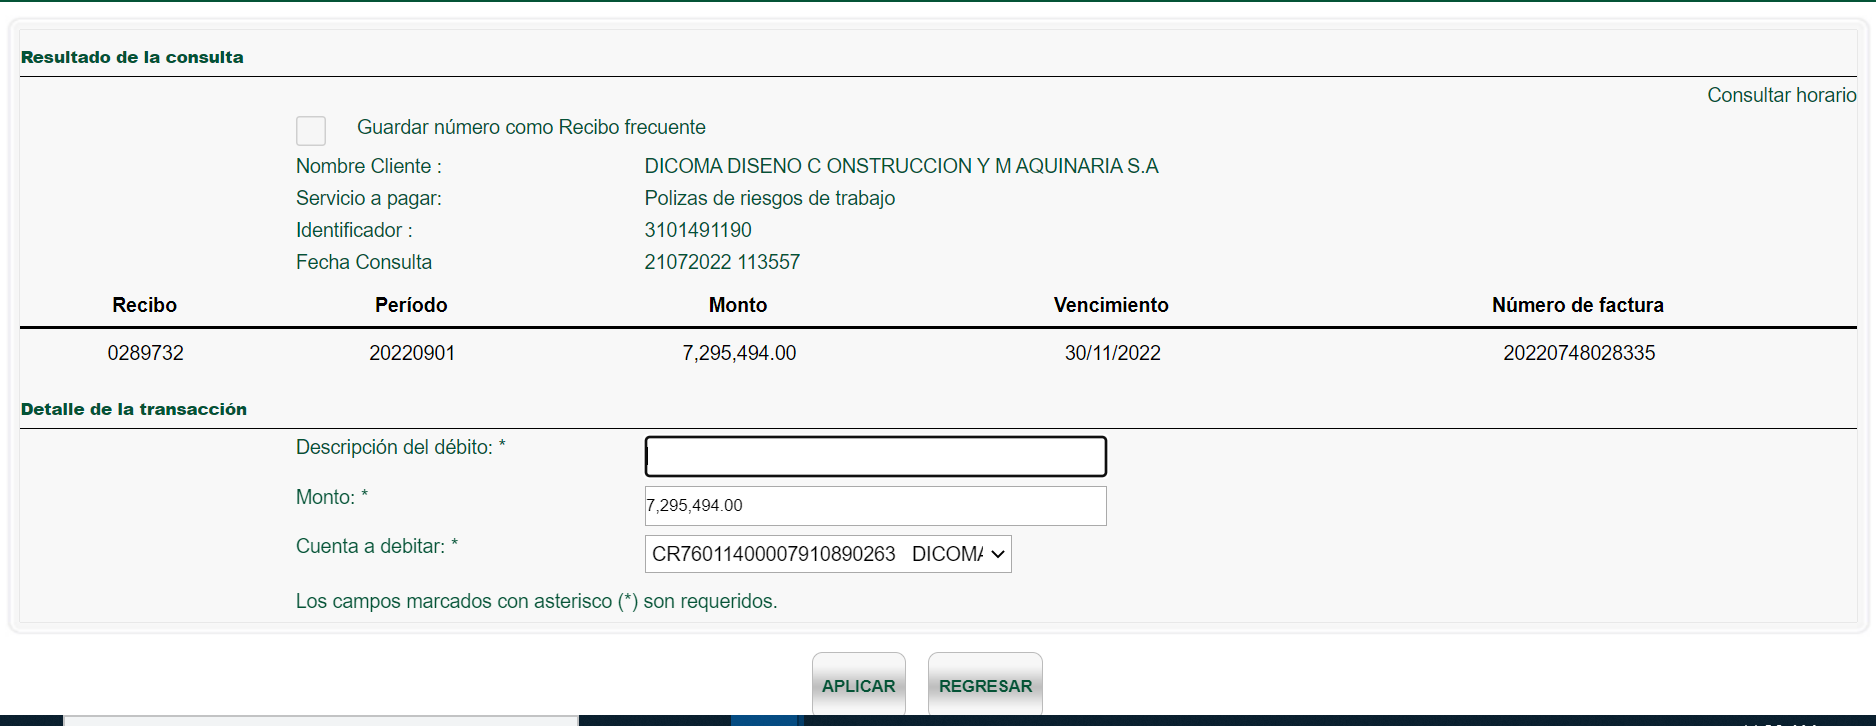 Resultado de la consulta
Consultar horario
Guardar número como Recibo frecuente
Nombre Cliente : DICOMA DISENO C ONSTRUCCION Y M AQUINARIA S.A
Servicio a pagar: Polizas de riesgos de trabajo
Identificador : 3101491190
Fecha Consulta 21072022 113557
Recibo Período Monto Vencimiento Número de factura
0289732 20220901 7,295,494.00 30/11/2022 20220748028335
Detalle de la transacción
Descripción del débito: *
Monto: * 7,295,494.00
Cuenta a debitar: * CR76011400007910890263 DICOMA
Los campos marcados con asterisco (*) son requeridos.
APLICAR REGRESAR